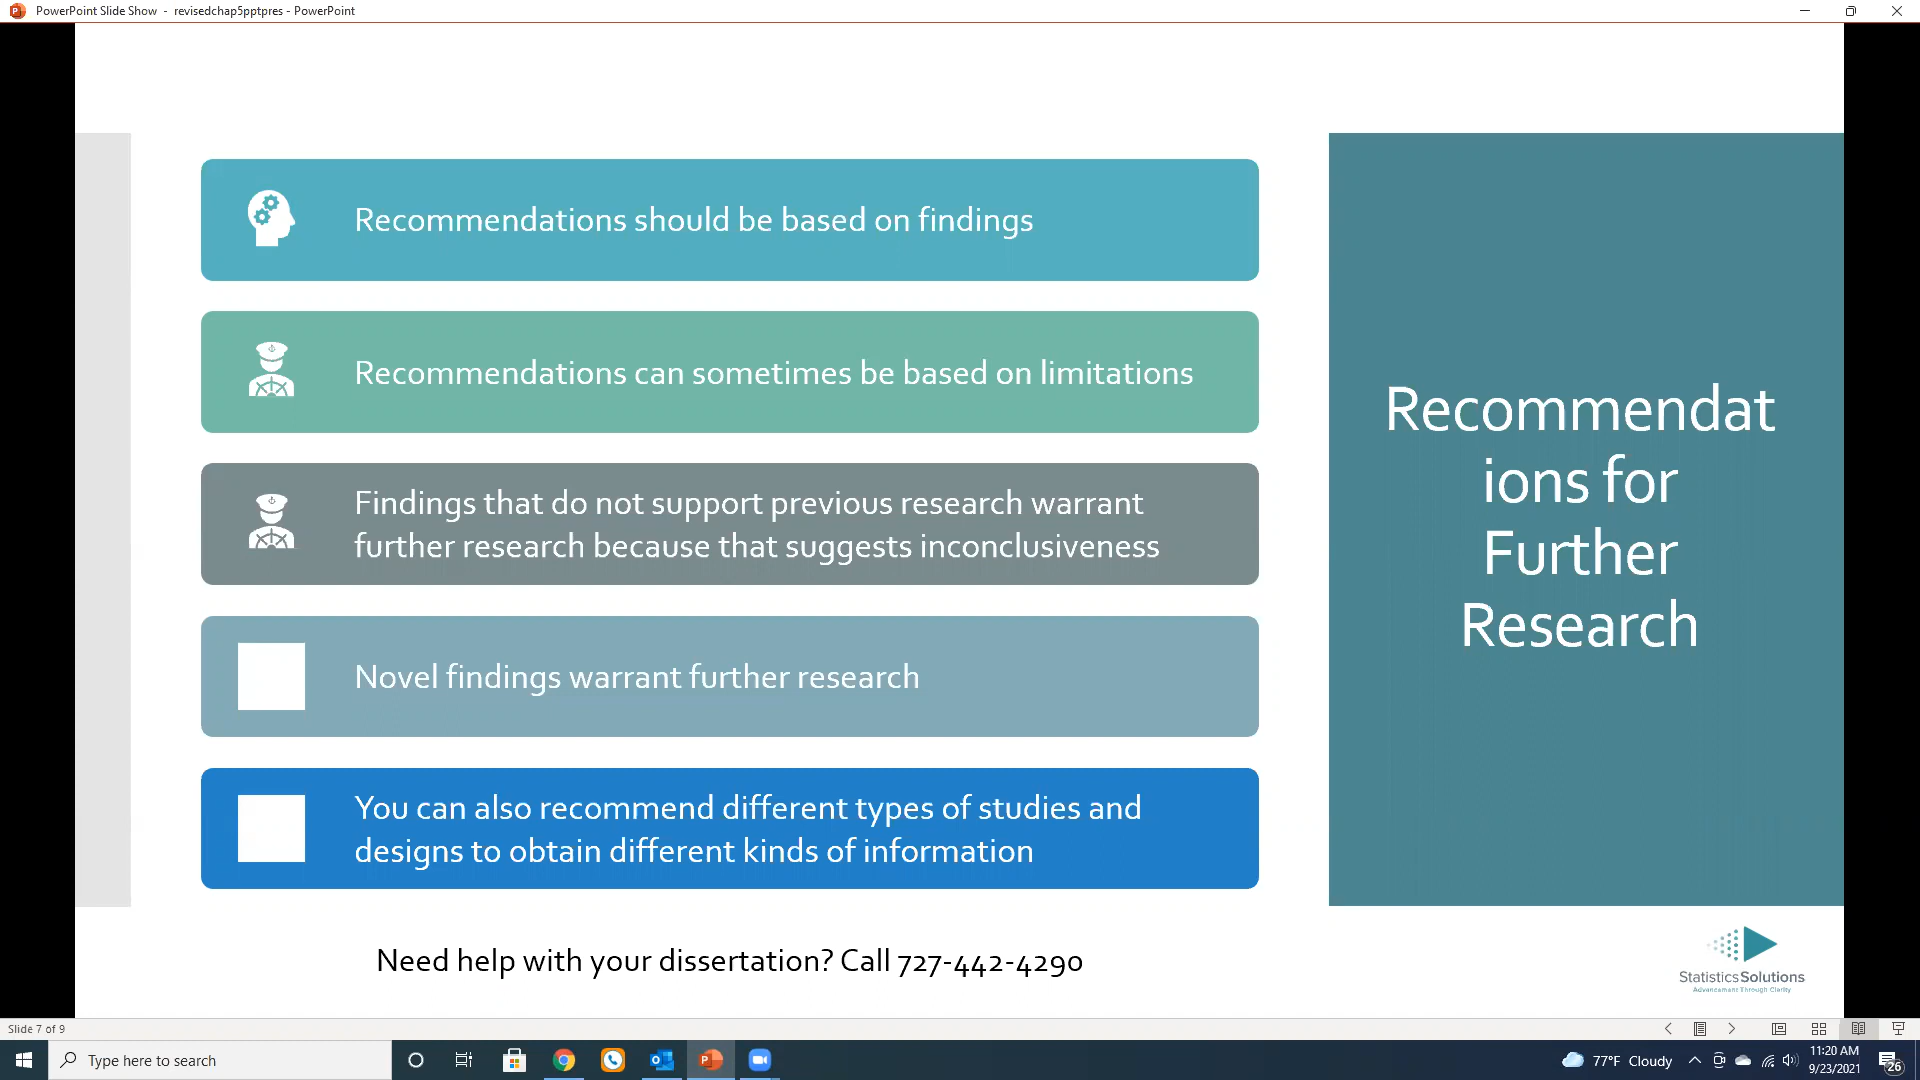 PowerPoint Slide Show - revisedchap5pptpres - PowerPoint
Recommendations should be based on findings
Recommendations can sometimes be based on limitations
Findings that do not support previous research warrant
further research because that suggests inconclusiveness
Novel findings warrant further research
You can also recommend different types of studies and
designs to obtain different kinds of information
Recommendat
ions for
Further
Research
Need help with your dissertation? Call 727-442-4290
StatisticsSolutions
Advancement Through Clarity
Slide 7 of 9
Type here to search
77°F Cloudy
11:20 AM
9/23/2021
26